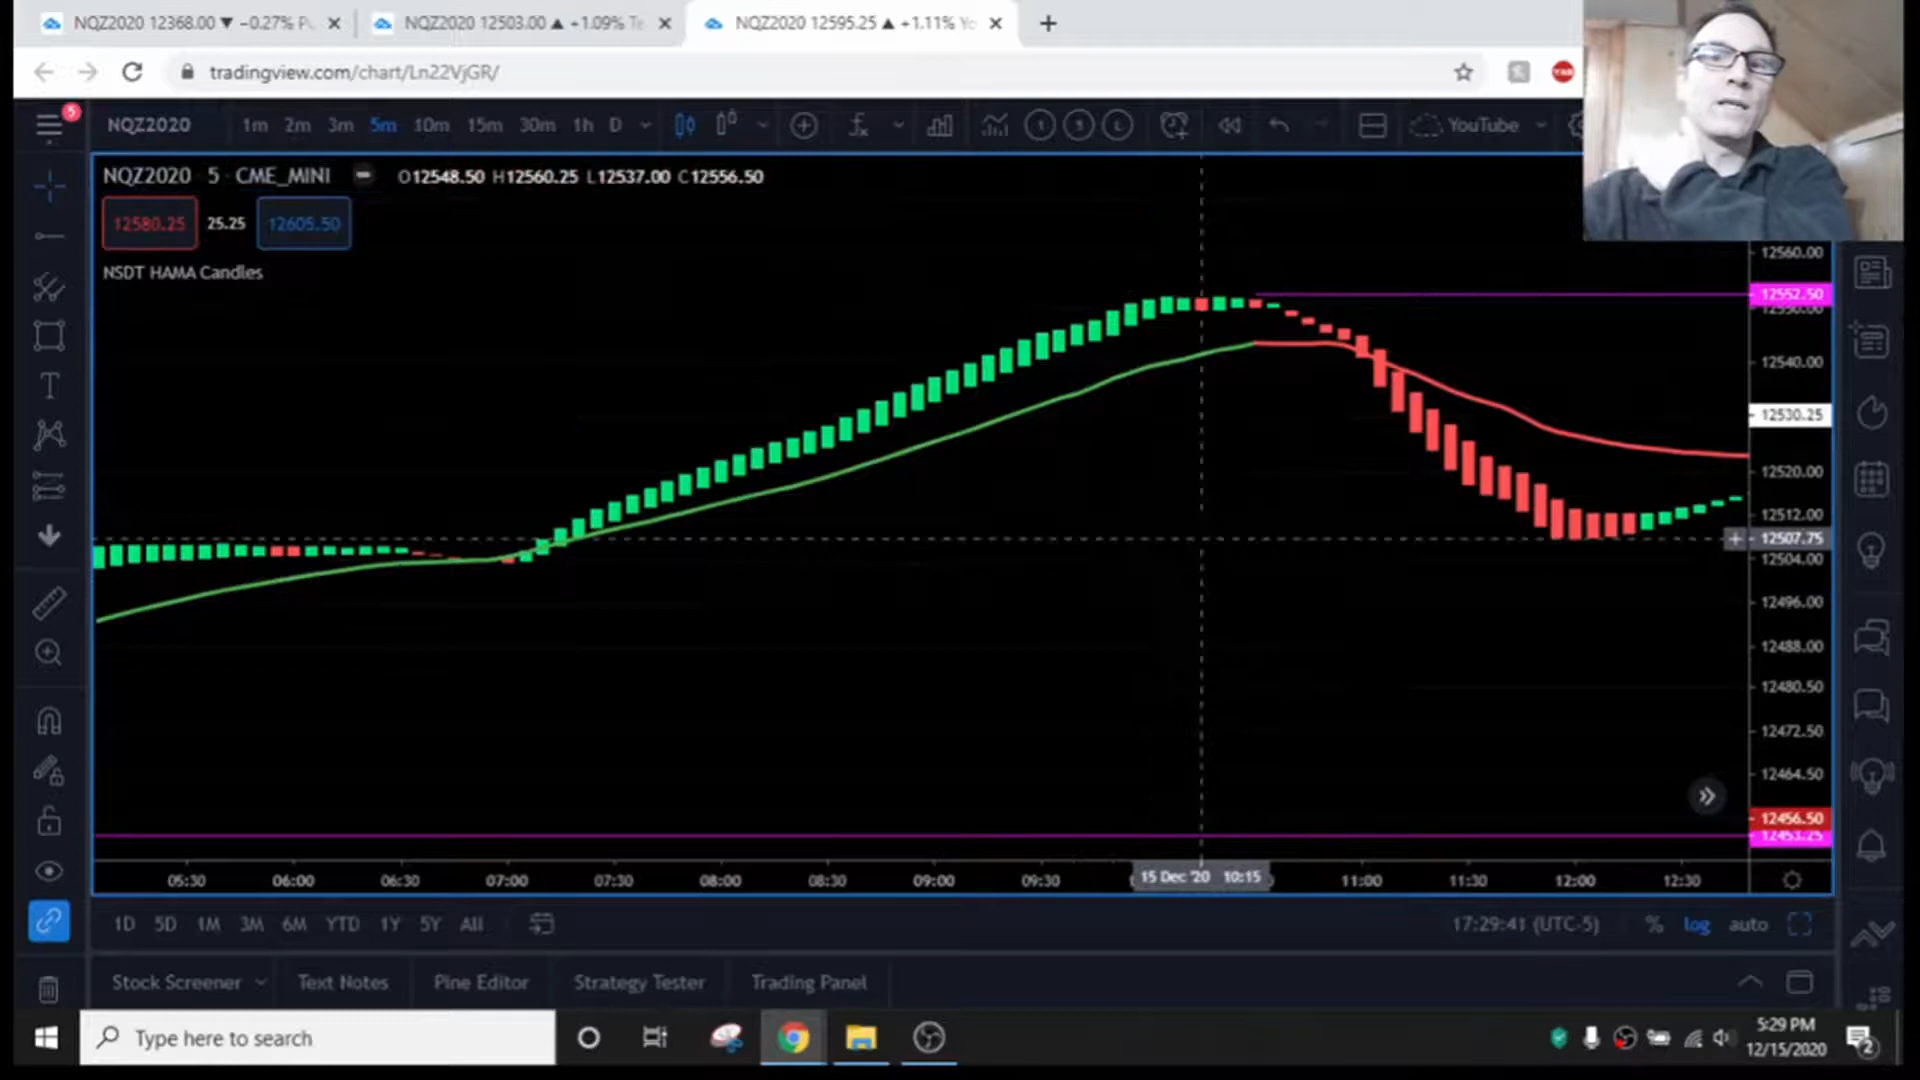 NQZ2020 12368.00 ▼ −0.27%
NQZ2020 12503.00 ▲ +1.09%
NQZ2020 12595.25 ▲ +1.11%
tradingview.com/chart/Ln22VjGR/
5
NQZ2020 1m 2m 3m 5m 10m 15m 30m 1h D
YouTube
NQZ2020 5 CME_MINI O12548.50 H12560.25 L12537.00 C12556.50
12580.25 25.25 12605.50
NSDT HAMA Candles
12560.00
12552.50
12540.00
12530.25
12520.00
12512.00
12507.75
12504.00
12496.00
12488.00
12480.50
12472.50
12464.50
12456.50
12453.25
05:30 06:00 06:30 07:00 07:30 08:00 08:30 09:00 09:30 15 Dec '20 10:15 11:00 11:30 12:00 12:30
1D 5D 1M 3M 6M YTD 1Y 5Y All 17:29:41 (UTC-5) % log auto
Stock Screener Text Notes Pine Editor Strategy Tester Trading Panel
Type here to search
5:29 PM
12/15/2020
2